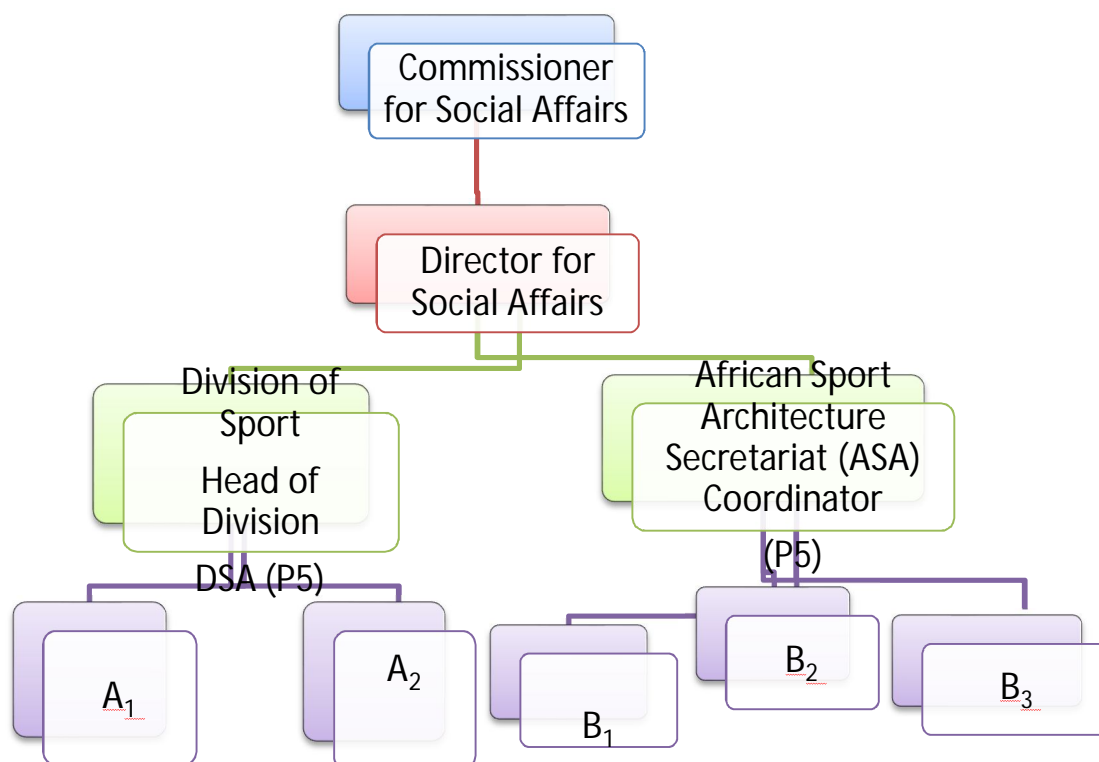 Commissioner
for Social Affairs
Director for
Social Affairs
Division of
Sport
Head of
Division
DSA (P5)
African Sport
Architecture
Secretariat (ASA)
Coordinator
(P5)
A₁
A₂
B₁
B₂
B₃